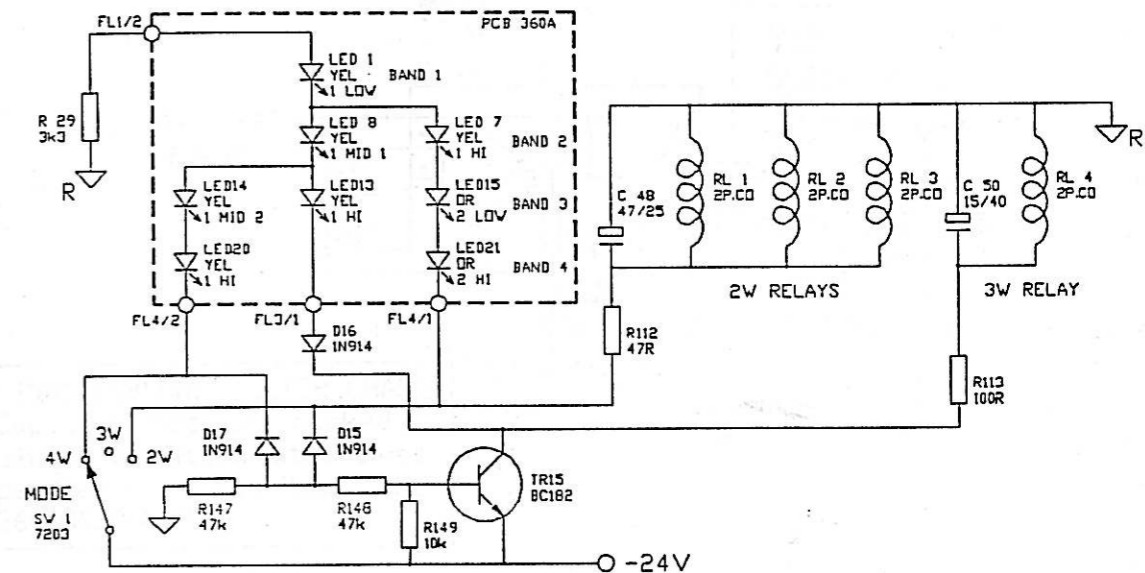 FL1/2
PCB 360A
LED 1
YEL
1 LOW
BAND 1
R 29
3k3
R
LED 8
YEL
1 MID 1
LED 7
YEL
1 HI
BAND 2
LED14
YEL
1 MID 2
LED13
YEL
1 HI
LED15
OR
2 LOW
BAND 3
LED20
YEL
1 HI
LED21
OR
2 HI
BAND 4
FL4/2
FL3/1
FL4/1
C 48
47/25
RL 1
2P.CO
RL 2
2P.CO
RL 3
2P.CO
C 50
15/40
RL 4
2P.CO
R
2W RELAYS
3W RELAY
D16
1N914
R112
47R
R113
100R
3W
4W
2W
D17
1N914
D15
1N914
MODE
SW 1
7203
R147
47k
R148
47k
R149
10k
TR15
BC182
-24V